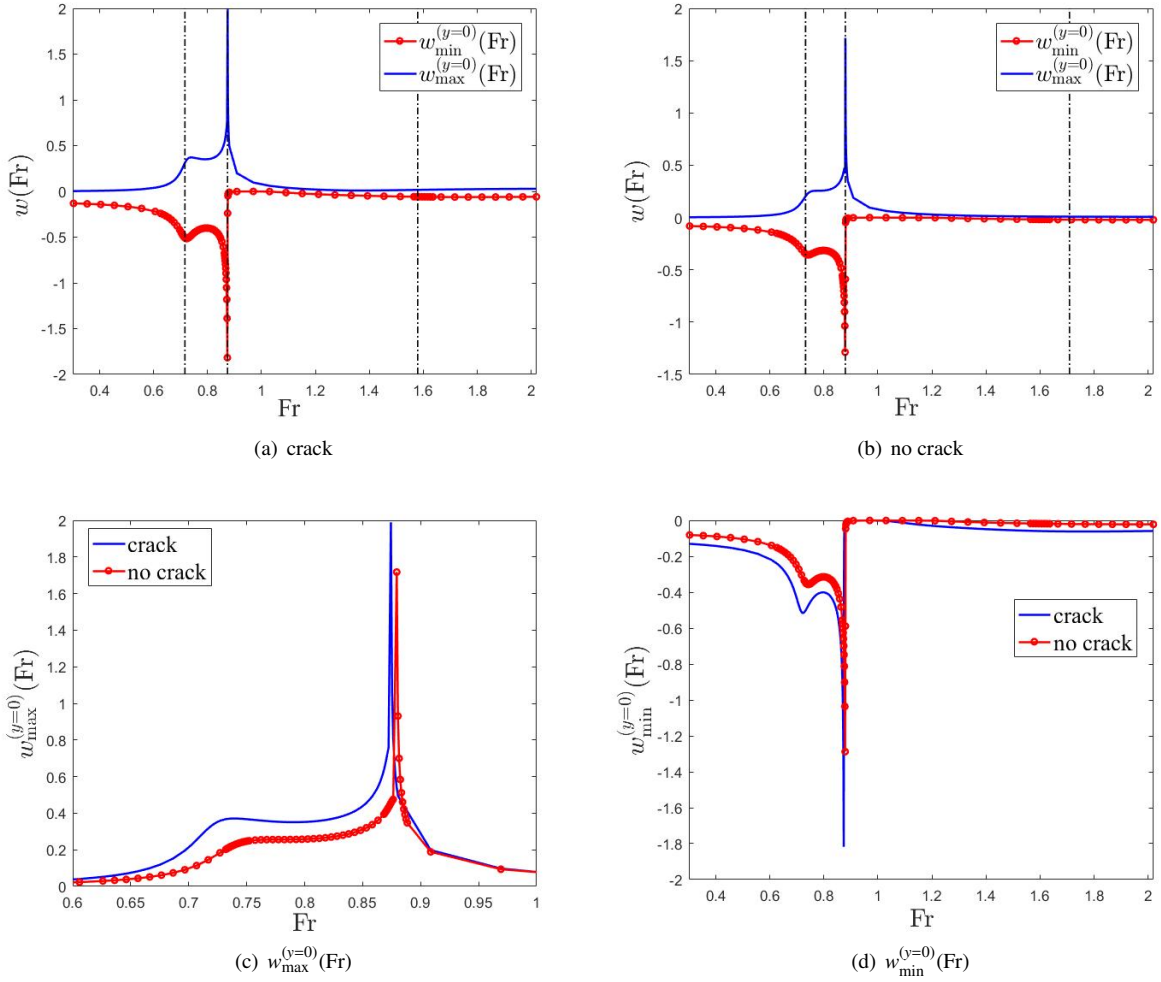 2
1.5
1
0.5
0
-0.5
-1
-1.5
-2
w(Fr)
w_min^(y=0)(Fr)
w_max^(y=0)(Fr)
0.4 0.6 0.8 1 1.2 1.4 1.6 1.8 2
Fr
(a) crack
2
1.5
1
0.5
0
-0.5
-1
-1.5
w(Fr)
w_min^(y=0)(Fr)
w_max^(y=0)(Fr)
0.4 0.6 0.8 1 1.2 1.4 1.6 1.8 2
Fr
(b) no crack
2
1.8
1.6
1.4
1.2
1
0.8
0.6
0.4
0.2
0
w_max^(y=0)(Fr)
crack
no crack
0.6 0.65 0.7 0.75 0.8 0.85 0.9 0.95 1
Fr
(c) w_max^(y=0)(Fr)
0
-0.2
-0.4
-0.6
-0.8
-1
-1.2
-1.4
-1.6
-1.8
-2
w_min^(y=0)(Fr)
crack
no crack
0.4 0.6 0.8 1 1.2 1.4 1.6 1.8 2
Fr
(d) w_min^(y=0)(Fr)